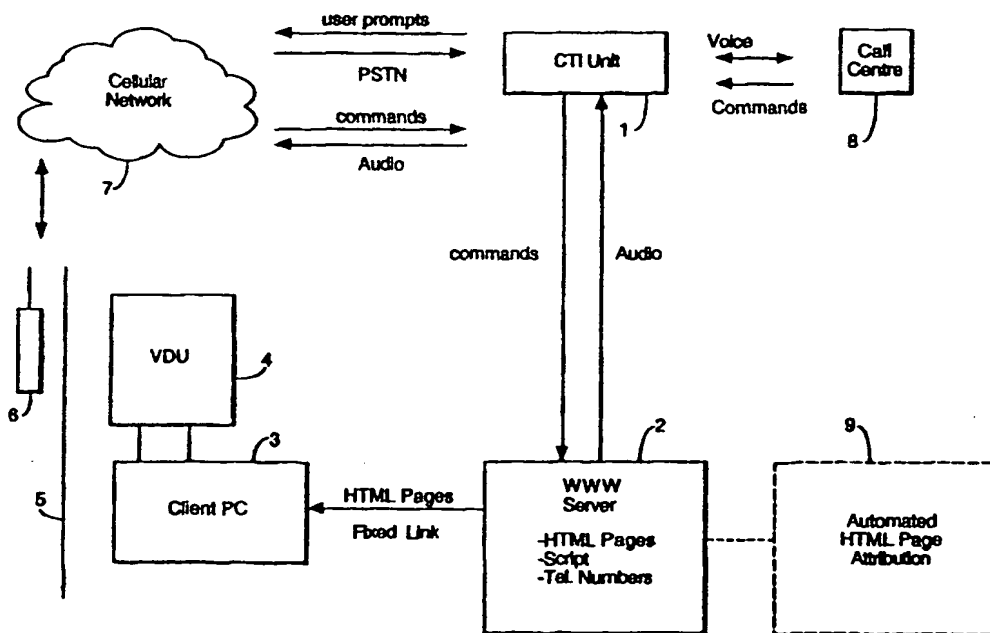 user prompts
PSTN
commands
Audio
Cellular
Network
7
CTI Unit
1
Voice
Commands
Call
Centre
8
commands
Audio
6
5
VDU
4
3
Client PC
HTML Pages
Fixed Link
2
WWW
Server
-HTML Pages
-Script
-Tel. Numbers
9
Automated
HTML Page
Attribution